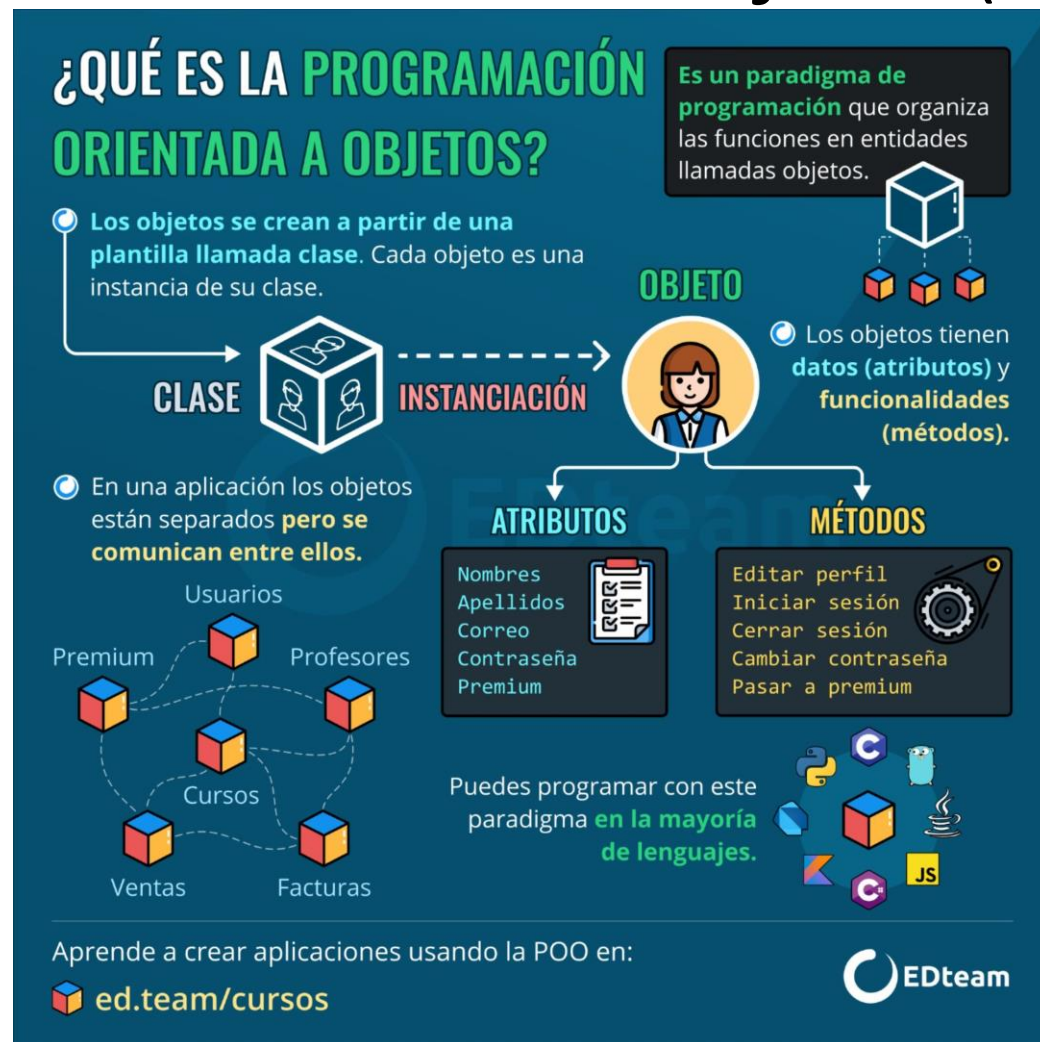 ¿QUÉ ES LA PROGRAMACIÓN
ORIENTADA A OBJETOS?
Es un paradigma de
programación que organiza
las funciones en entidades
llamadas objetos.
Los objetos se crean a partir de una
plantilla llamada clase. Cada objeto es una
instancia de su clase.
CLASE
INSTANCIACIÓN
OBJETO
Los objetos tienen
datos (atributos) y
funcionalidades
(métodos).
En una aplicación los objetos
están separados pero se
comunican entre ellos.
Usuarios
Premium
Profesores
Cursos
Ventas
Facturas
EDteam
ATRIBUTOS
Nombres
Apellidos
Correo
Contraseña
Premium
MÉTODOS
Editar perfil
Iniciar sesión
Cerrar sesión
Cambiar contraseña
Pasar a premium
Puedes programar con este
paradigma en la mayoría
de lenguajes.
C
JS
C#
Aprende a crear aplicaciones usando la POO en:
ed.team/cursos
EDteam